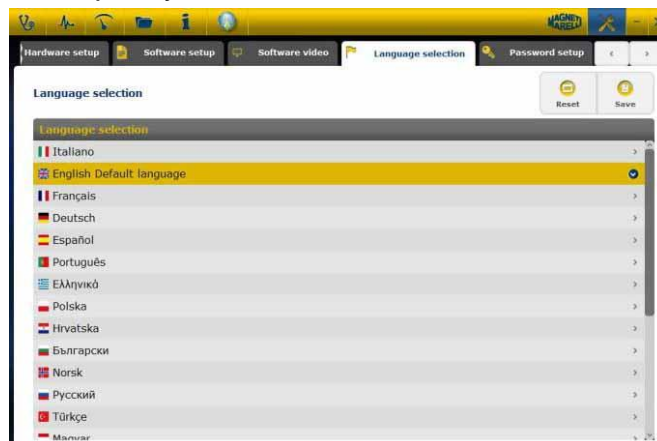 MAGNETI
MARELLI
Hardware setup
Software setup
Software video
Language selection
Password setup
Language selection
Reset
Save
Language selection
Italiano
English Default language
Français
Deutsch
Español
Português
Ελληνικά
Polska
Hrvatska
Български
Norsk
Русский
Türkçe
Magyar